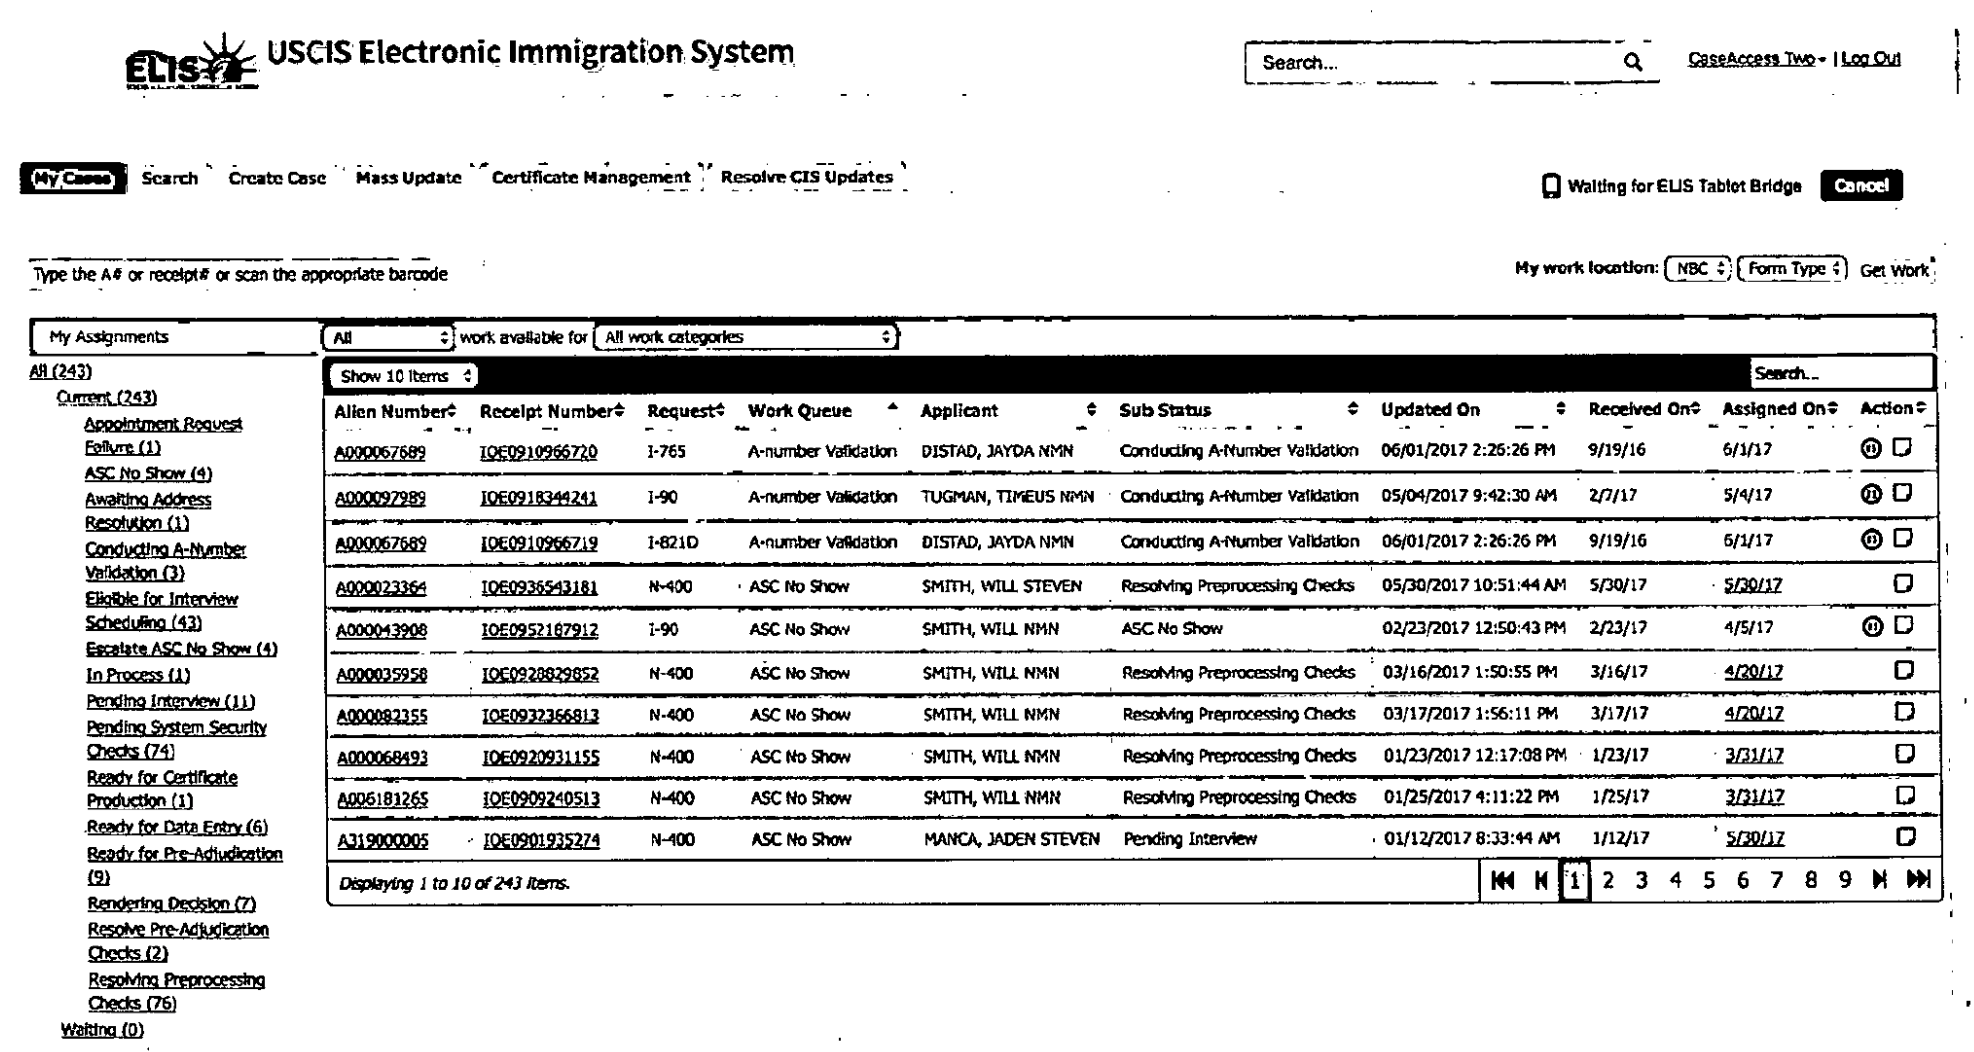 ELIS USCIS Electronic Immigration System
Search... CaseAccess Two | Log Out
My Cases Search Create Case Mass Update Certificate Management Resolve CIS Updates
Waiting for ELIS Tablet Bridge Cancel
Type the A# or receipt# or scan the appropriate barcode
My work location: NBC Form Type Get Work
My Assignments
All work available for All work categories
All (243)
Current (243)
Appointment Request
Failure (1)
ASC No Show (4)
Awaiting Address
Resolution (1)
Conducting A-Number
Validation (3)
Eligible for Interview
Scheduling (43)
Escalate ASC No Show (4)
In Process (1)
Pending Interview (11)
Pending System Security
Checks (74)
Ready for Certificate
Production (1)
Ready for Data Entry (6)
Ready for Pre-Adjudication
(9)
Rendering Decision (7)
Resolve Pre-Adjudication
Checks (2)
Resolving Preprocessing
Checks (76)
Waiting (0)
Show 10 Items Search...
Alien Number Receipt Number Request Work Queue Applicant Sub Status Updated On Received On Assigned On Action
A000067689 IOE0910966720 I-765 A-number Validation DISTAD, JAYDA NMN Conducting A-Number Validation 06/01/2017 2:26:26 PM 9/19/16 6/1/17
A000097989 IOE0918344241 I-90 A-number Validation TUGMAN, TIMEUS NMN Conducting A-Number Validation 05/04/2017 9:42:30 AM 2/7/17 5/4/17
A000067689 IOE0910966719 I-821D A-number Validation DISTAD, JAYDA NMN Conducting A-Number Validation 06/01/2017 2:26:26 PM 9/19/16 6/1/17
A000023364 IOE0936543181 N-400 ASC No Show SMITH, WILL STEVEN Resolving Preprocessing Checks 05/30/2017 10:51:44 AM 5/30/17 5/30/17
A000043908 IOE0952187912 I-90 ASC No Show SMITH, WILL NMN ASC No Show 02/23/2017 12:50:43 PM 2/23/17 4/5/17
A000035958 IOE0928829852 N-400 ASC No Show SMITH, WILL NMN Resolving Preprocessing Checks 03/16/2017 1:50:55 PM 3/16/17 4/20/17
A000082355 IOE0932366813 N-400 ASC No Show SMITH, WILL NMN Resolving Preprocessing Checks 03/17/2017 1:56:11 PM 3/17/17 4/20/17
A000068493 IOE0920931155 N-400 ASC No Show SMITH, WILL NMN Resolving Preprocessing Checks 01/23/2017 12:17:08 PM 1/23/17 3/31/17
A006181265 IOE0909240513 N-400 ASC No Show SMITH, WILL NMN Resolving Preprocessing Checks 01/25/2017 4:11:22 PM 1/25/17 3/31/17
A319000005 IOE0901935274 N-400 ASC No Show MANCA, JADEN STEVEN Pending Interview 01/12/2017 8:33:44 AM 1/12/17 5/30/17
Displaying 1 to 10 of 243 items.
1 2 3 4 5 6 7 8 9